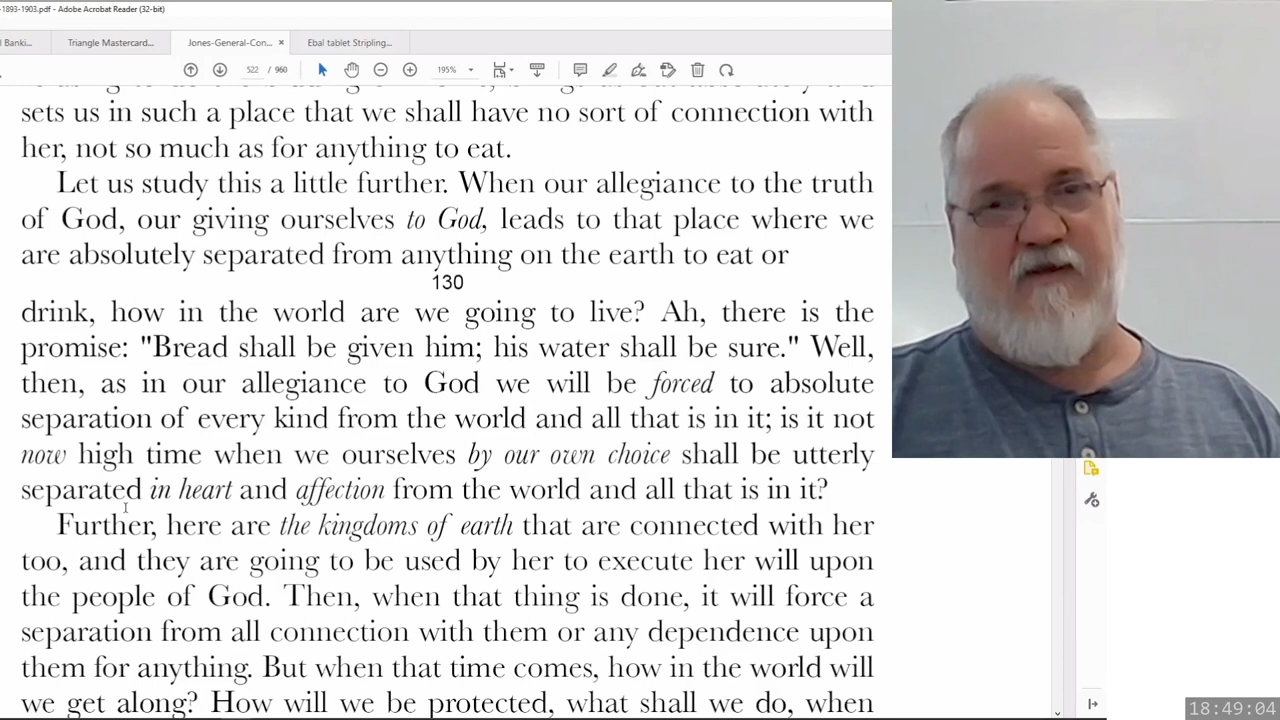 -1893-1903.pdf - Adobe Acrobat Reader (32-bit)
l Banki... Triangle Mastercard... Jones-General-Con... × Ebal tablet Stripling...
522 / 960 195%
sets us in such a place that we shall have no sort of connection with
her, not so much as for anything to eat.
Let us study this a little further. When our allegiance to the truth
of God, our giving ourselves to God, leads to that place where we
are absolutely separated from anything on the earth to eat or
130
drink, how in the world are we going to live? Ah, there is the
promise: "Bread shall be given him; his water shall be sure." Well,
then, as in our allegiance to God we will be forced to absolute
separation of every kind from the world and all that is in it; is it not
now high time when we ourselves by our own choice shall be utterly
separated in heart and affection from the world and all that is in it?
Further, here are the kingdoms of earth that are connected with her
too, and they are going to be used by her to execute her will upon
the people of God. Then, when that thing is done, it will force a
separation from all connection with them or any dependence upon
them for anything. But when that time comes, how in the world will
we get along? How will we be protected, what shall we do, when
18:49:04